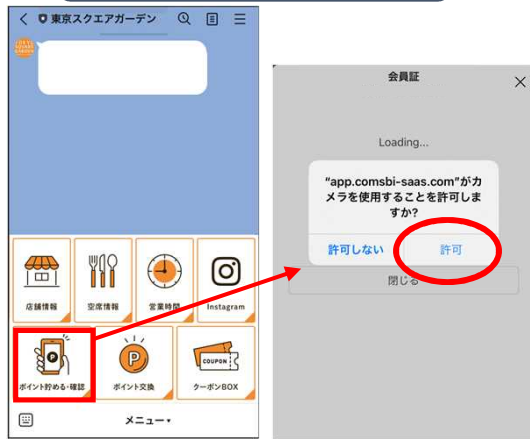 東京スクエアガーデン
TOKYO
SQUARE
GARDEN
店舗情報
空席情報
営業時間
Instagram
P
ポイント貯める・確認
P
ポイント交換
COUPON
クーポンBOX
メニュー▾
会員証
Loading...
"app.comsbi-saas.com"がカ
メラを使用することを許可しま
すか?
許可しない
許可
閉じる